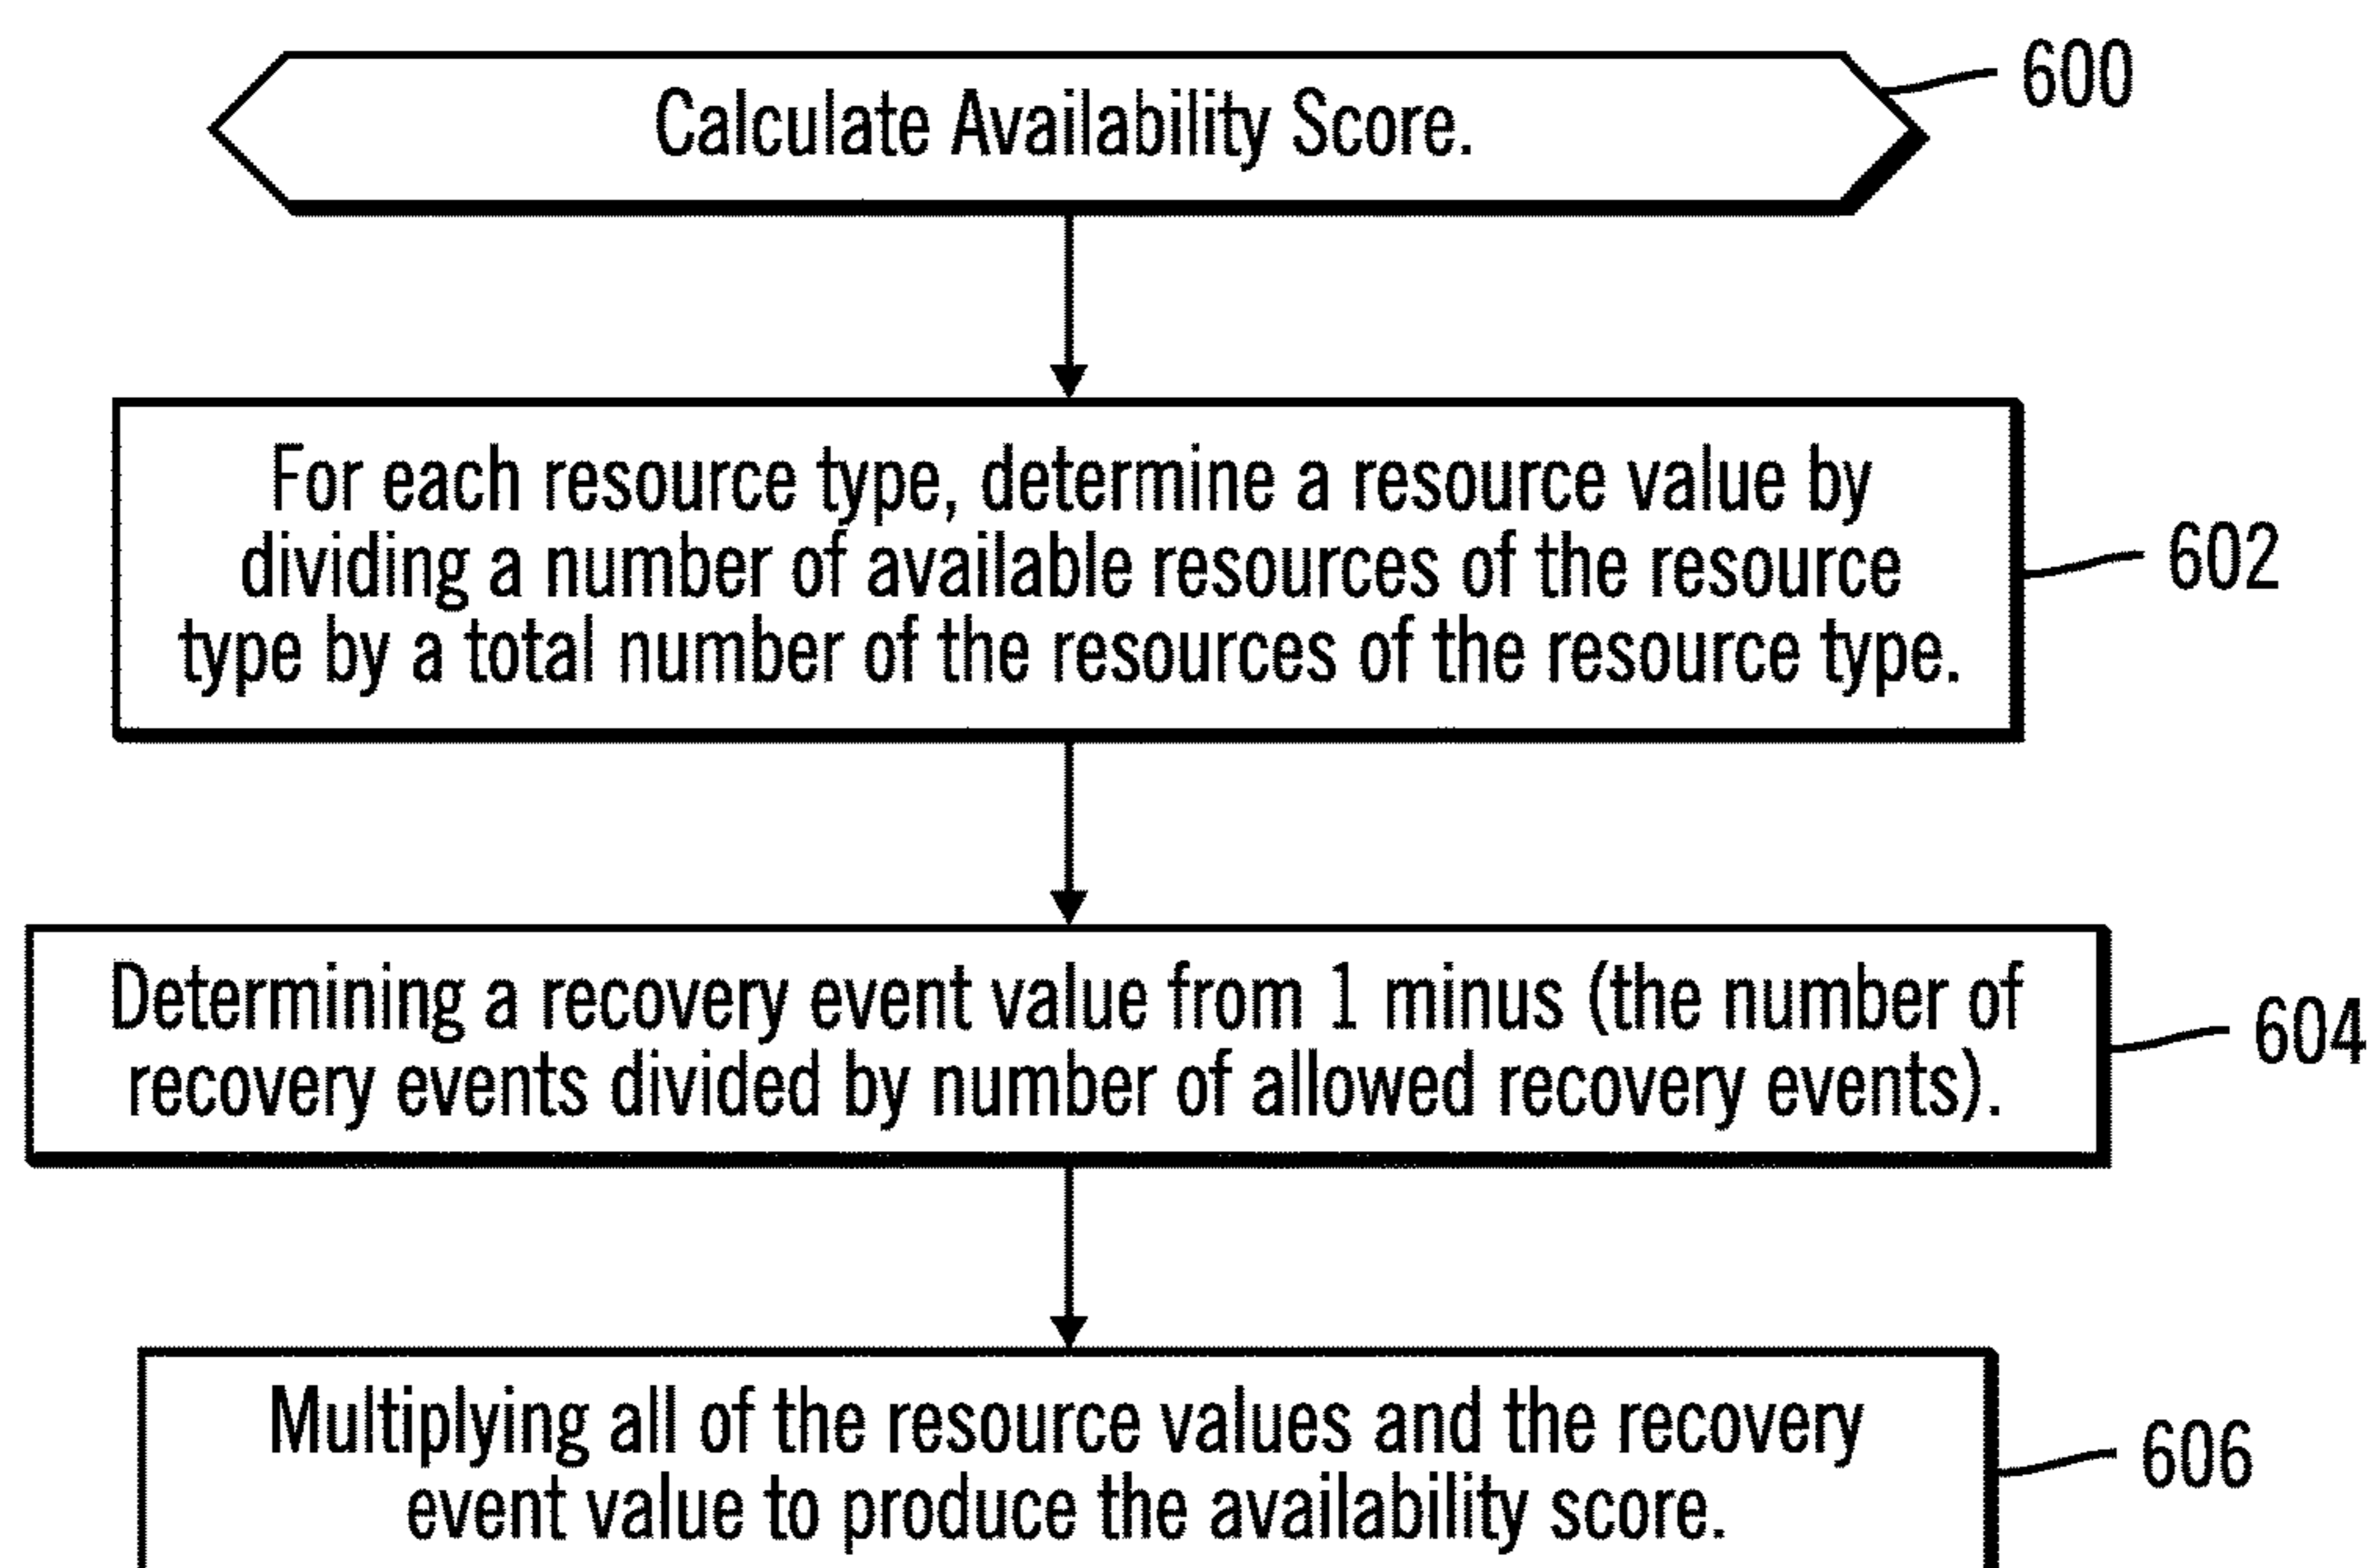 Calculate Availability Score.
600
For each resource type, determine a resource value by
dividing a number of available resources of the resource
type by a total number of the resources of the resource type.
602
Determining a recovery event value from 1 minus (the number of
recovery events divided by number of allowed recovery events).
604
Multiplying all of the resource values and the recovery
event value to produce the availability score.
606